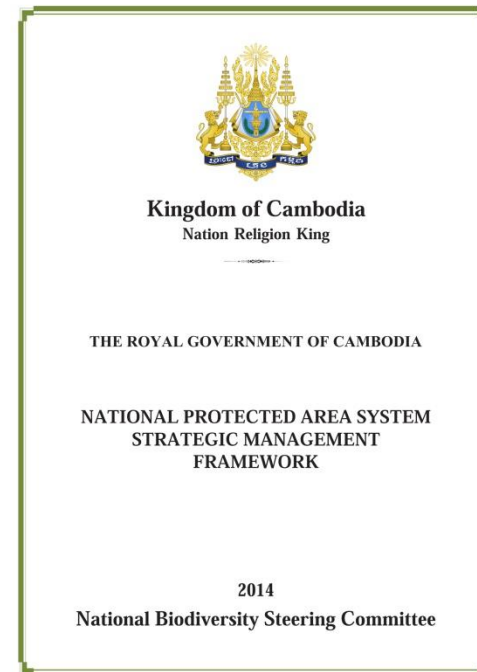 Kingdom of Cambodia
Nation Religion King
THE ROYAL GOVERNMENT OF CAMBODIA
NATIONAL PROTECTED AREA SYSTEM
STRATEGIC MANAGEMENT
FRAMEWORK
2014
National Biodiversity Steering Committee